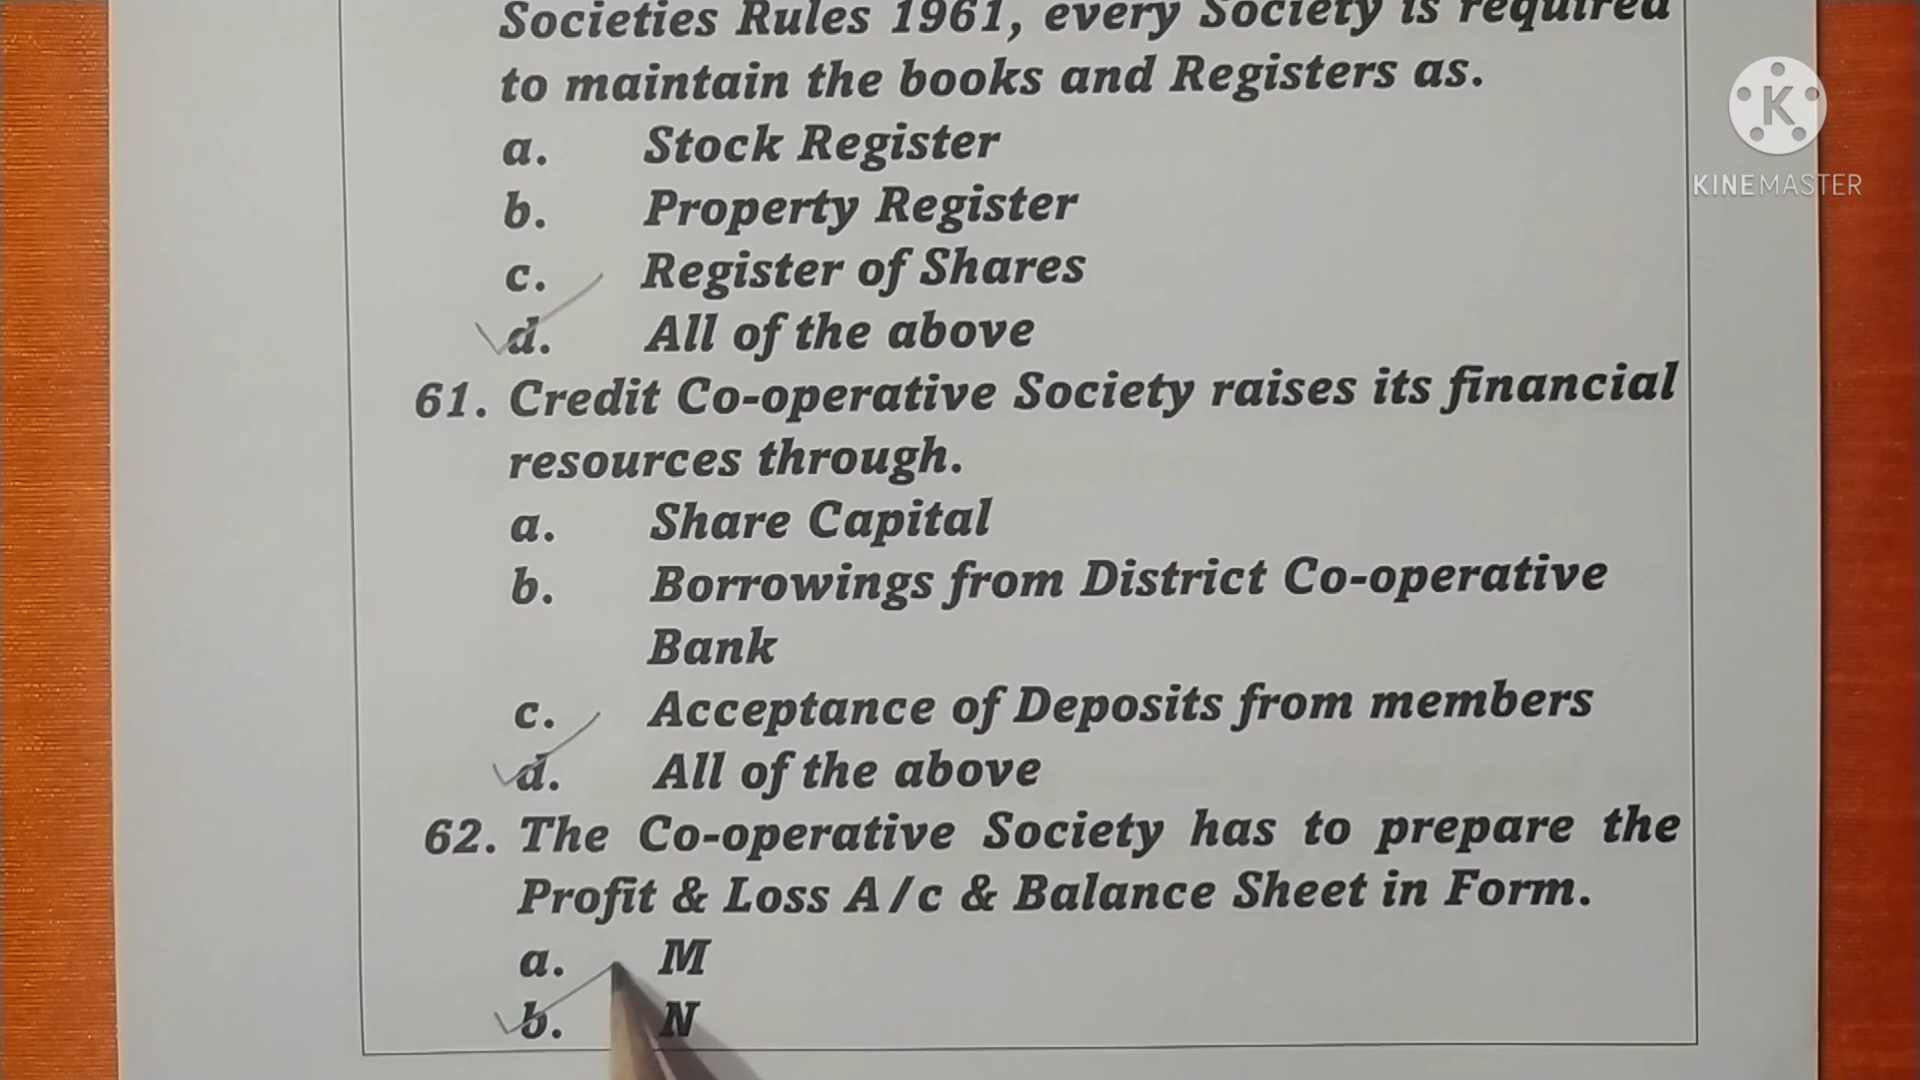 Societies Rules 1961, every Society is required
to maintain the books and Registers as.
a. Stock Register
b. Property Register
c. Register of Shares
d. All of the above
61. Credit Co-operative Society raises its financial
resources through.
a. Share Capital
b. Borrowings from District Co-operative
Bank
c. Acceptance of Deposits from members
d. All of the above
62. The Co-operative Society has to prepare the
Profit & Loss A/c & Balance Sheet in Form.
a. M
b. N
K
KINEMASTER